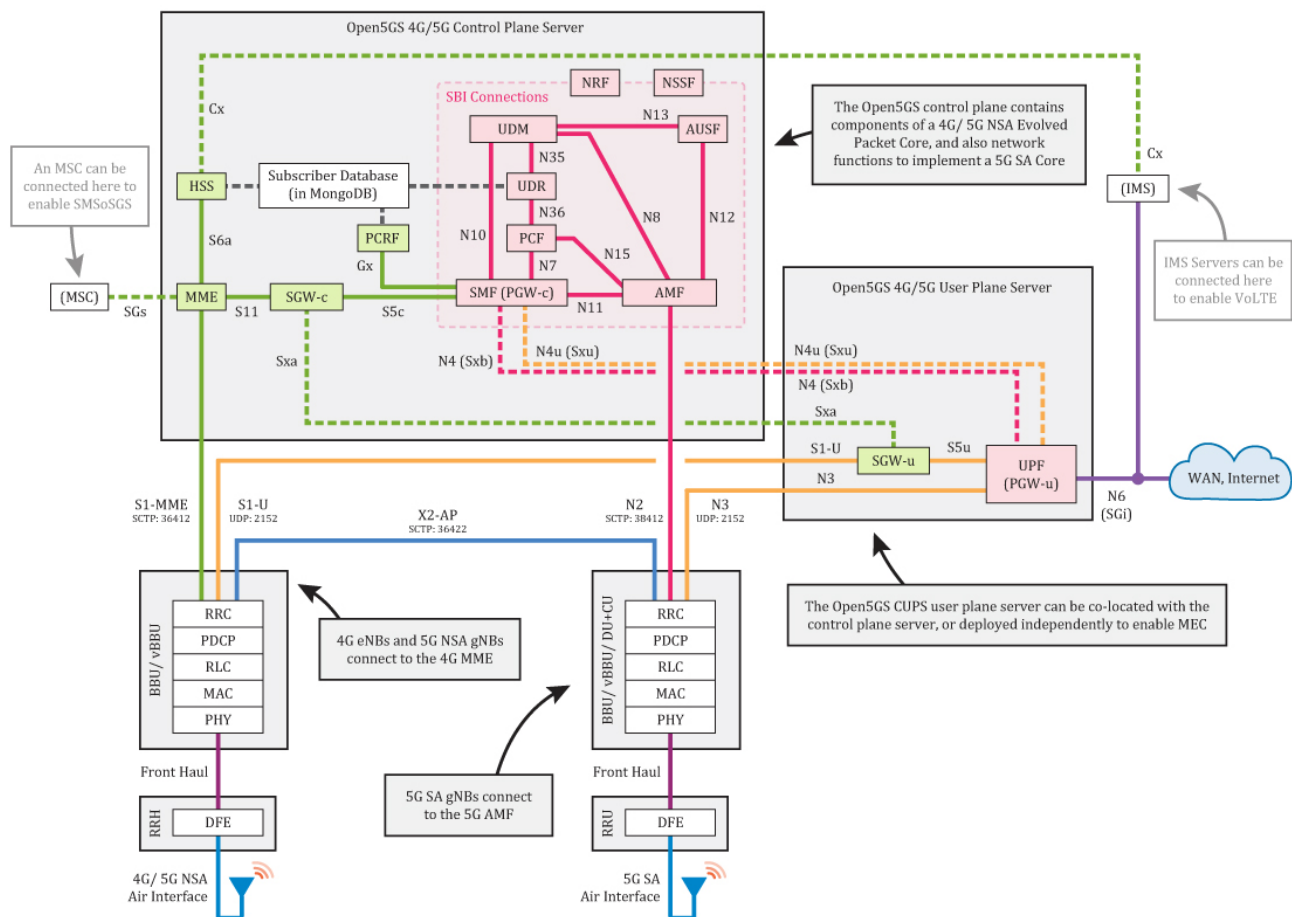 Open5GS 4G/5G Control Plane Server
NRF
NSSF
SBI Connections
Cx
N13
UDM
AUSF
The Open5GS control plane contains
components of a 4G/ 5G NSA Evolved
Packet Core, and also network
functions to implement a 5G SA Core
Cx
An MSC can be
connected here to
enable SMSoSGS
N35
HSS
Subscriber Database
(in MongoDB)
UDR
(IMS)
N36
N8
N12
S6a
PCRF
N10
PCF
N15
Gx
N7
IMS Servers can be
connected here
to enable VoLTE
Open5GS 4G/5G User Plane Server
(MSC)
SGs
MME
S11
SGW-c
S5c
SMF (PGW-c)
N11
AMF
N4u (Sxu)
N4 (Sxb)
Sxa
N4u (Sxu)
N4 (Sxb)
Sxa
S1-U
SGW-u
S5u
UPF
(PGW-u)
N3
WAN, Internet
N6
(SGi)
S1-MME
SCTP: 36412
S1-U
UDP: 2152
X2-AP
SCTP: 36422
N2
SCTP: 38412
N3
UDP: 2152
BBU/ vBBU
RRC
PDCP
RLC
MAC
PHY
4G eNBs and 5G NSA gNBs
connect to the 4G MME
BBU/ vBBU/ DU+CU
RRC
PDCP
RLC
MAC
PHY
The Open5GS CUPS user plane server can be co-located with the
control plane server, or deployed independently to enable MEC
Front Haul
5G SA gNBs connect
to the 5G AMF
Front Haul
RRH
DFE
RRU
DFE
4G/ 5G NSA
Air Interface
5G SA
Air Interface